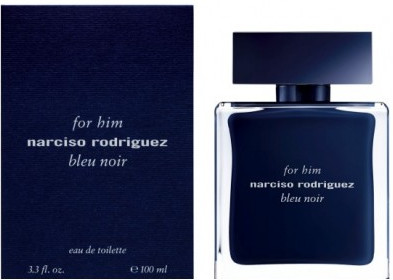 for him
narciso rodriguez
bleu noir
eau de toilette
3.3 fl. oz. ℮ 100 ml
for him
narciso rodriguez
bleu noir